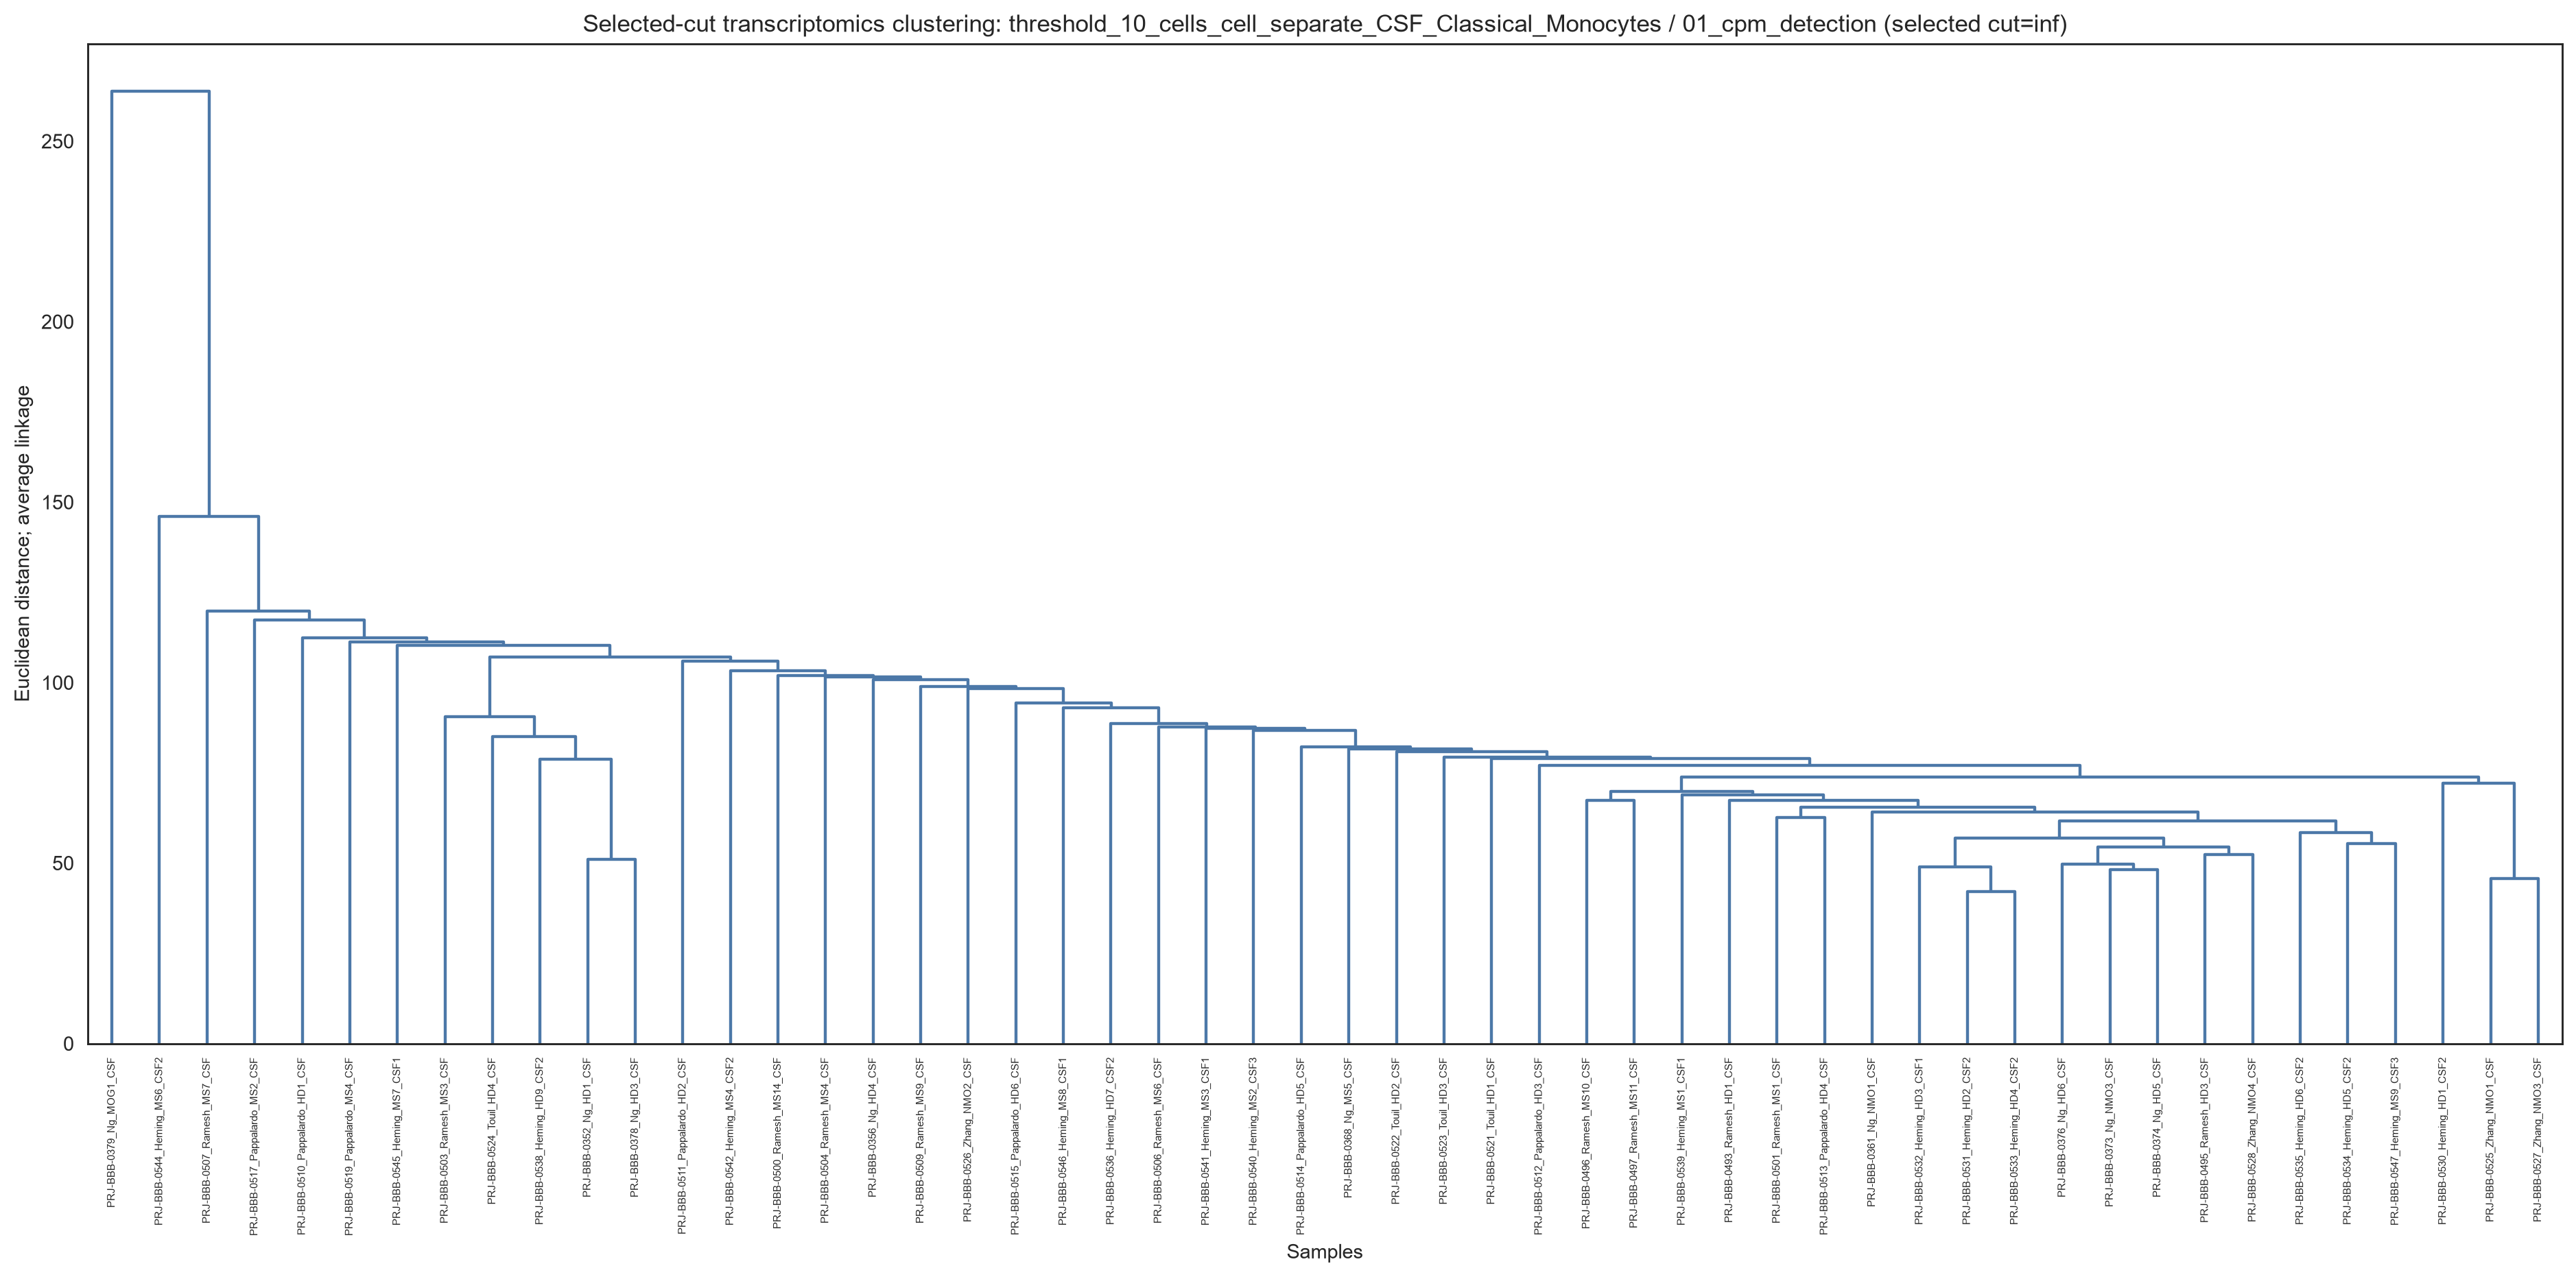 Selected-cut transcriptomics clustering: threshold_10_cells_cell_separate_CSF_Classical_Monocytes / 01_cpm_detection (selected cut=inf)
Euclidean distance; average linkage
250
200
150
100
50
0
PRJ-BBB-0379_Ng_MOG1_CSF
PRJ-BBB-0544_Heming_MS6_CSF2
PRJ-BBB-0507_Ramesh_MS7_CSF
PRJ-BBB-0517_Pappalardo_MS2_CSF
PRJ-BBB-0510_Pappalardo_HD1_CSF
PRJ-BBB-0519_Pappalardo_MS4_CSF
PRJ-BBB-0545_Heming_MS7_CSF1
PRJ-BBB-0503_Ramesh_MS3_CSF
PRJ-BBB-0524_Touil_HD4_CSF
PRJ-BBB-0538_Heming_HD9_CSF2
PRJ-BBB-0352_Ng_HD1_CSF
PRJ-BBB-0378_Ng_HD3_CSF
PRJ-BBB-0511_Pappalardo_HD2_CSF
PRJ-BBB-0542_Heming_MS4_CSF2
PRJ-BBB-0500_Ramesh_MS14_CSF
PRJ-BBB-0504_Ramesh_MS4_CSF
PRJ-BBB-0356_Ng_HD4_CSF
PRJ-BBB-0509_Ramesh_MS9_CSF
PRJ-BBB-0526_Zhang_NMO2_CSF
PRJ-BBB-0515_Pappalardo_HD6_CSF
PRJ-BBB-0546_Heming_MS8_CSF1
PRJ-BBB-0536_Heming_HD7_CSF2
PRJ-BBB-0506_Ramesh_MS6_CSF
PRJ-BBB-0541_Heming_MS3_CSF1
PRJ-BBB-0540_Heming_MS2_CSF3
PRJ-BBB-0514_Pappalardo_HD5_CSF
PRJ-BBB-0368_Ng_MS5_CSF
PRJ-BBB-0522_Touil_HD2_CSF
PRJ-BBB-0523_Touil_HD3_CSF
PRJ-BBB-0521_Touil_HD1_CSF
PRJ-BBB-0512_Pappalardo_HD3_CSF
PRJ-BBB-0496_Ramesh_MS10_CSF
PRJ-BBB-0497_Ramesh_MS11_CSF
PRJ-BBB-0539_Heming_MS1_CSF1
PRJ-BBB-0493_Ramesh_HD1_CSF
PRJ-BBB-0501_Ramesh_MS1_CSF
PRJ-BBB-0513_Pappalardo_HD4_CSF
PRJ-BBB-0361_Ng_NMO1_CSF
PRJ-BBB-0532_Heming_HD3_CSF1
PRJ-BBB-0531_Heming_HD2_CSF2
PRJ-BBB-0533_Heming_HD4_CSF2
PRJ-BBB-0376_Ng_HD6_CSF
PRJ-BBB-0373_Ng_NMO3_CSF
PRJ-BBB-0374_Ng_HD5_CSF
PRJ-BBB-0495_Ramesh_HD3_CSF
PRJ-BBB-0528_Zhang_NMO4_CSF
PRJ-BBB-0535_Heming_HD6_CSF2
PRJ-BBB-0534_Heming_HD5_CSF2
PRJ-BBB-0547_Heming_MS9_CSF3
PRJ-BBB-0530_Heming_HD1_CSF2
PRJ-BBB-0525_Zhang_NMO1_CSF
PRJ-BBB-0527_Zhang_NMO3_CSF
Samples